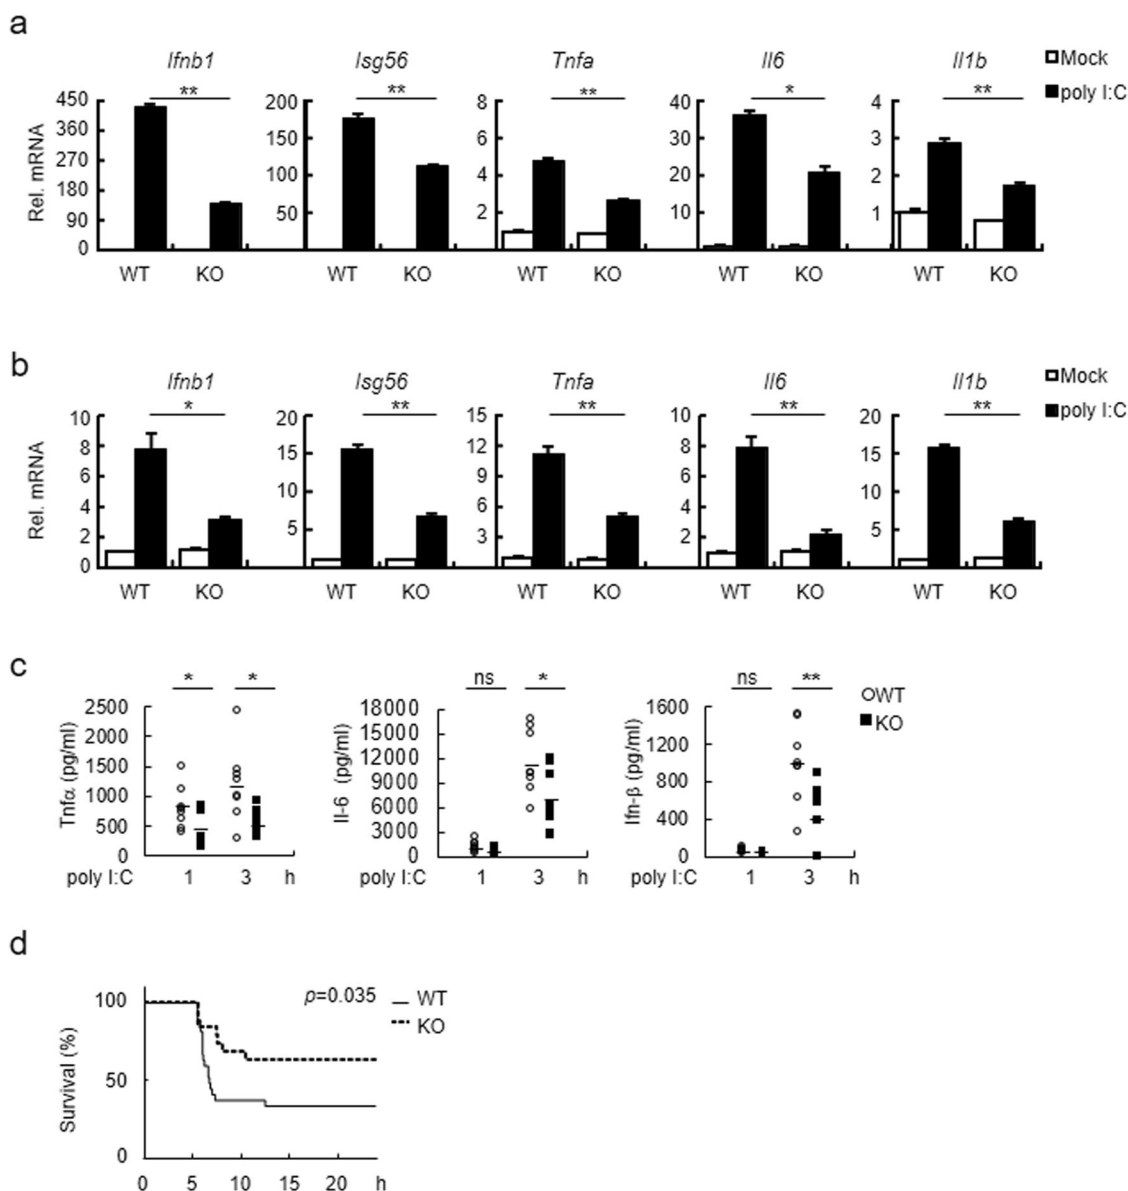 a
Ifnb1 Isg56 Tnfa Il6 Il1b
Mock
poly I:C
** ** ** * **
Rel. mRNA
450 360 270 180 90 0
200 150 100 50
8 6 4 2
40 30 20 10
4 3 2 1
WT KO WT KO WT KO WT KO WT KO
b
Ifnb1 Isg56 Tnfa Il6 Il1b
Mock
poly I:C
* ** ** ** **
Rel. mRNA
10 8 6 4 2 0
20 15 10 5
15 12 9 6 3
10 8 6 4 2
20 15 10 5
WT KO WT KO WT KO WT KO WT KO
c
* * ns * ns **
WT
KO
Tnfα (pg/ml)
2500 2000 1500 1000 500 0
Il-6 (pg/ml)
18000 15000 12000 9000 6000 3000 0
Ifn-β (pg/ml)
1600 1200 800 400 0
poly I:C 1 3 h poly I:C 1 3 h poly I:C 1 3 h
d
p=0.035
WT
KO
Survival (%)
100 50 0
0 5 10 15 20 h